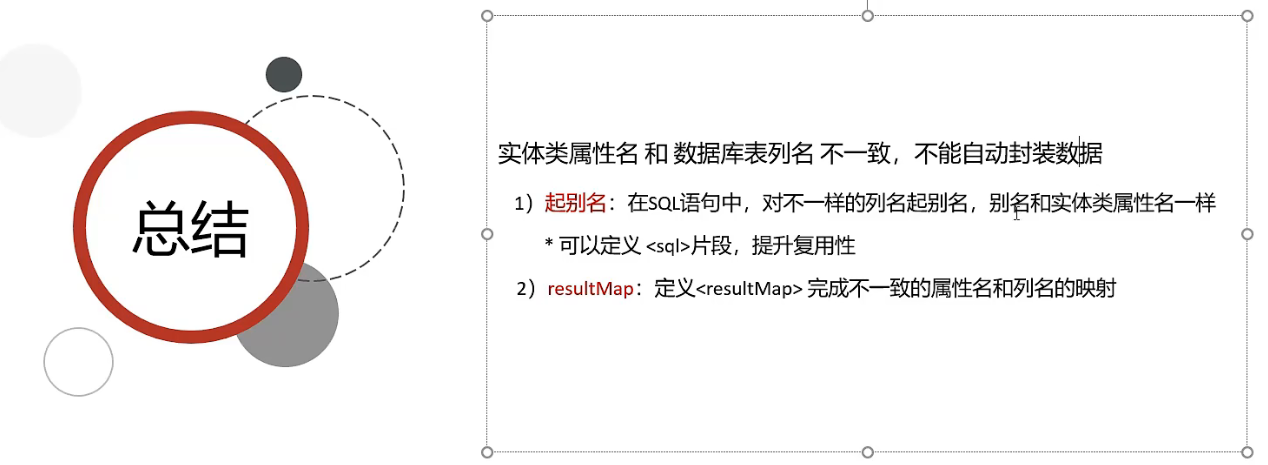 总结
实体类属性名 和 数据库表列名 不一致，不能自动封装数据
1）起别名：在SQL语句中，对不一样的列名起别名，别名和实体类属性名一样
* 可以定义 <sql>片段，提升复用性
2）resultMap：定义<resultMap> 完成不一致的属性名和列名的映射